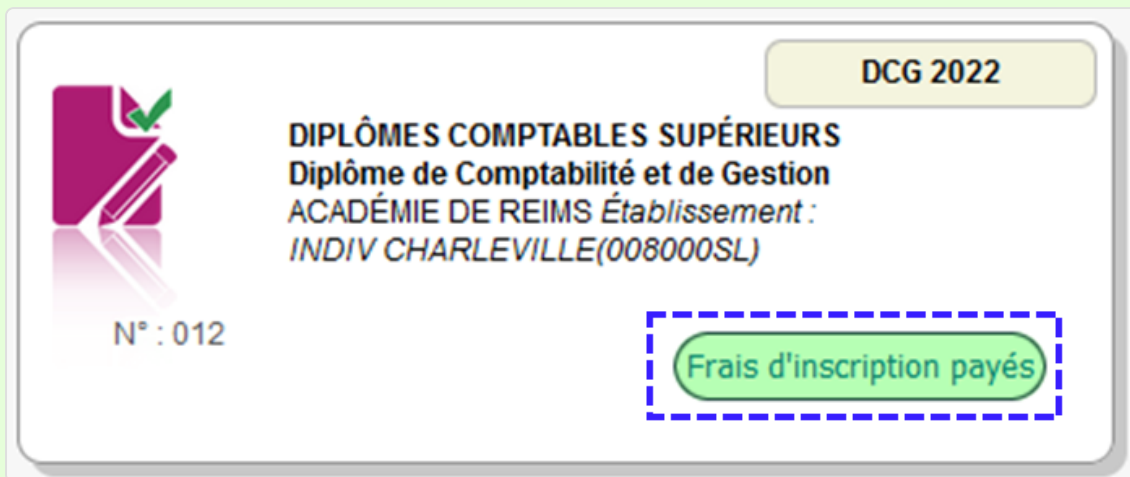 DCG 2022
DIPLÔMES COMPTABLES SUPÉRIEURS
Diplôme de Comptabilité et de Gestion
ACADÉMIE DE REIMS Établissement :
INDIV CHARLEVILLE(008000SL)
N° : 012
Frais d'inscription payés